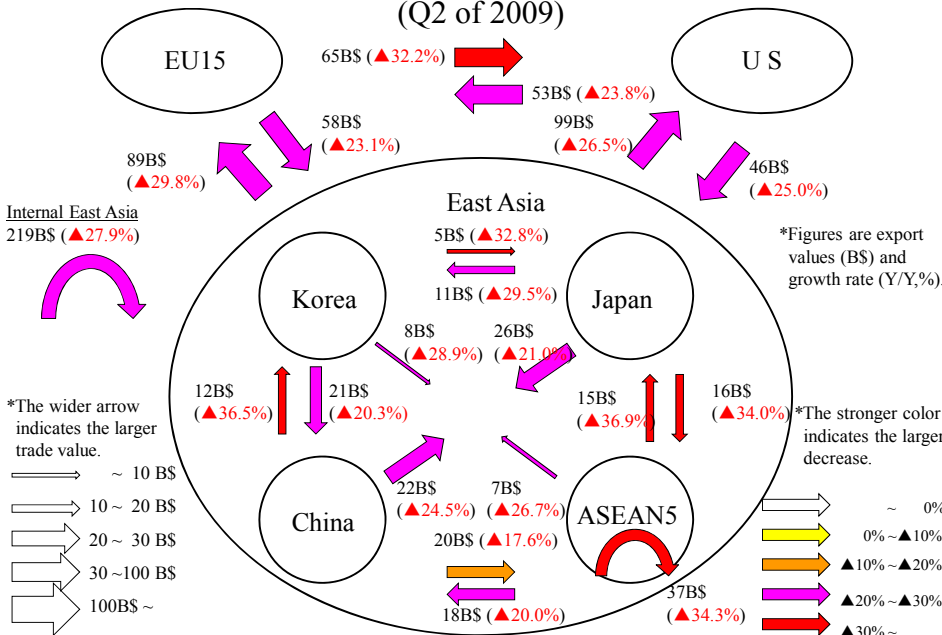 (Q2 of 2009)
EU15
65B$ (▲32.2%)
U S
53B$ (▲23.8%)
58B$
(▲23.1%)
99B$
(▲26.5%)
89B$
(▲29.8%)
46B$
(▲25.0%)
Internal East Asia
219B$ (▲27.9%)
East Asia
5B$ (▲32.8%)
*Figures are export
values (B$) and
growth rate (Y/Y,%).
Korea
11B$ (▲29.5%)
Japan
8B$
(▲28.9%)
26B$
(▲21.0%)
12B$
(▲36.5%)
21B$
(▲20.3%)
15B$
(▲36.9%)
16B$
(▲34.0%)
*The wider arrow
indicates the larger
trade value.
~ 10 B$
10 ~ 20 B$
20 ~ 30 B$
30 ~100 B$
100B$ ~
*The stronger color
indicates the larger
decrease.
~ 0%
0% ~▲10%
▲10% ~▲20%
▲20% ~▲30%
▲30% ~
China
22B$
(▲24.5%)
7B$
(▲26.7%)
ASEAN5
20B$ (▲17.6%)
18B$ (▲20.0%)
37B$
(▲34.3%)